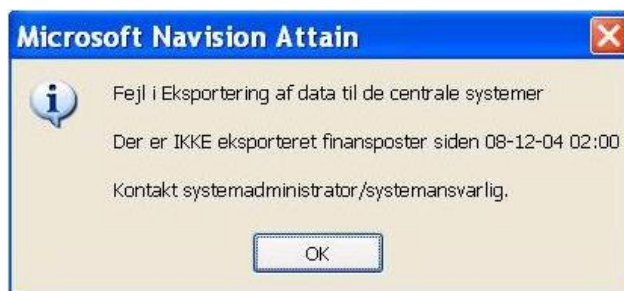 Microsoft Navision Attain
Fejl i Eksportering af data til de centrale systemer
Der er IKKE eksporteret finansposter siden 08-12-04 02:00
Kontakt systemadministrator/systemansvarlig.
OK